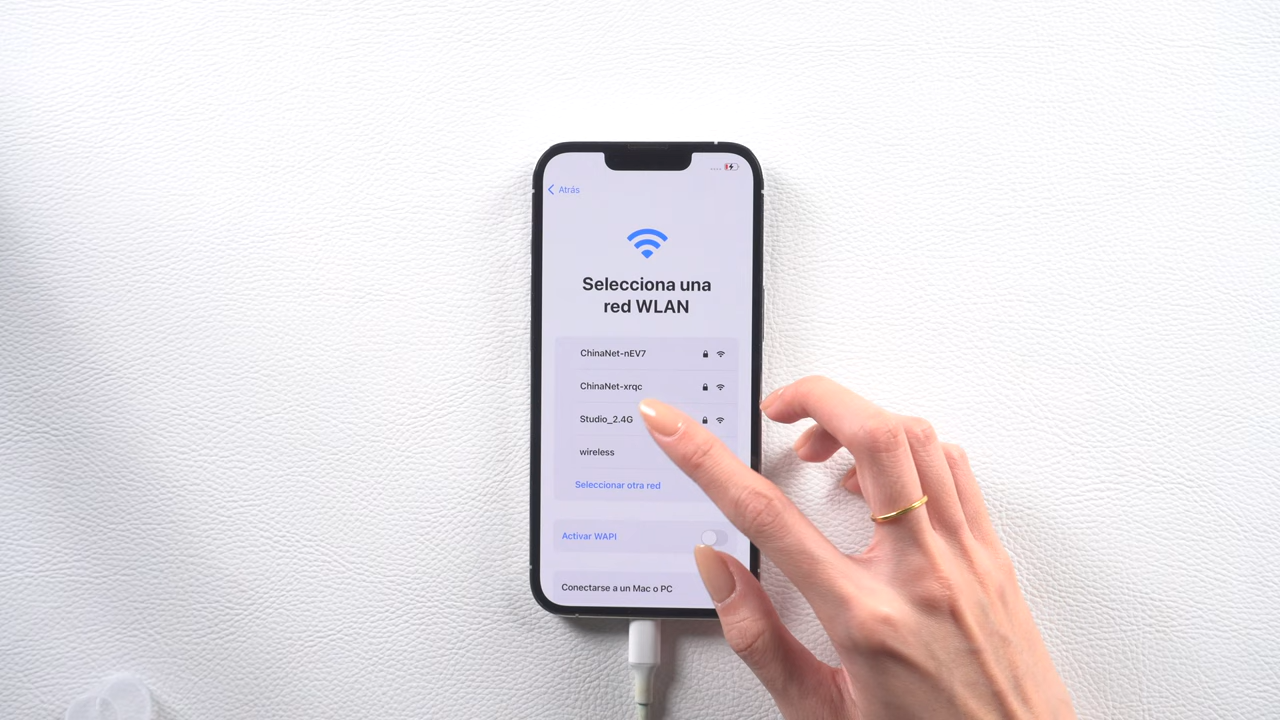 Atrás
Selecciona una
red WLAN
ChinaNet-nEV7
ChinaNet-xrqc
Studio_2.4G
wireless
Seleccionar otra red
Activar WAPI
Conectarse a un Mac o PC